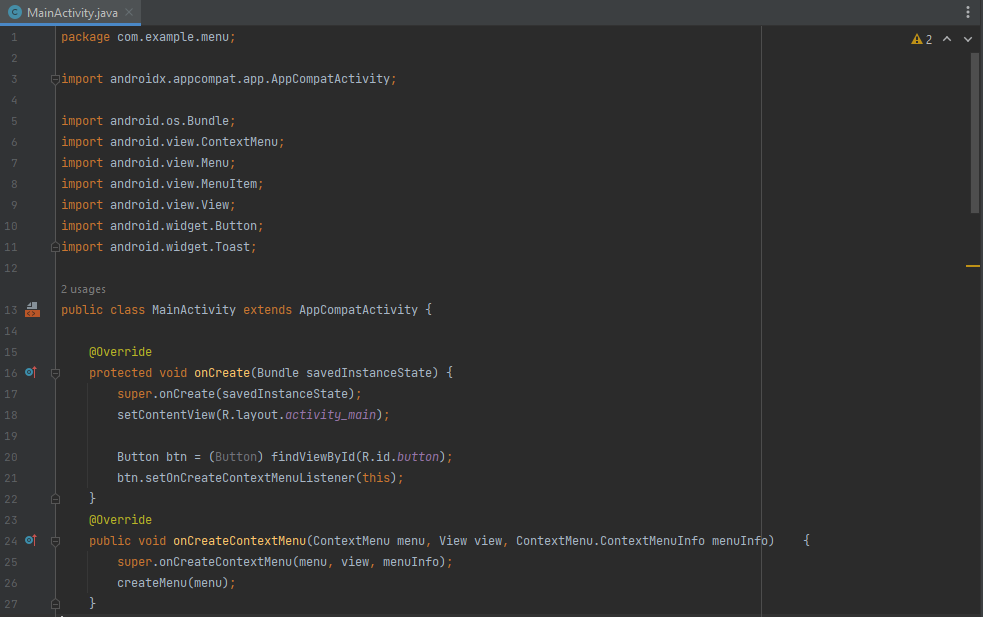 MainActivity.java
1 package com.example.menu;
2
3 import androidx.appcompat.app.AppCompatActivity;
4
5 import android.os.Bundle;
6 import android.view.ContextMenu;
7 import android.view.Menu;
8 import android.view.MenuItem;
9 import android.view.View;
10 import android.widget.Button;
11 import android.widget.Toast;
12
2 usages
13 public class MainActivity extends AppCompatActivity {
14
15 @Override
16 protected void onCreate(Bundle savedInstanceState) {
17 super.onCreate(savedInstanceState);
18 setContentView(R.layout.activity_main);
19
20 Button btn = (Button) findViewById(R.id.button);
21 btn.setOnCreateContextMenuListener(this);
22 }
23 @Override
24 public void onCreateContextMenu(ContextMenu menu, View view, ContextMenu.ContextMenuInfo menuInfo) {
25 super.onCreateContextMenu(menu, view, menuInfo);
26 createMenu(menu);
27 }
2